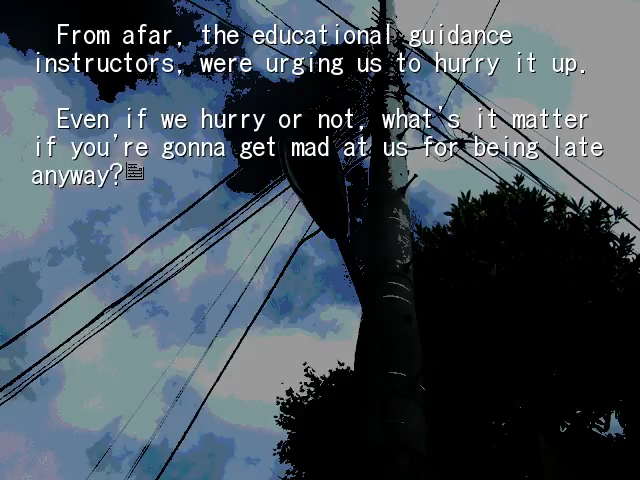 From afar, the educational guidance
instructors, were urging us to hurry it up.
Even if we hurry or not, what's it matter
if you're gonna get mad at us for being late
anyway?